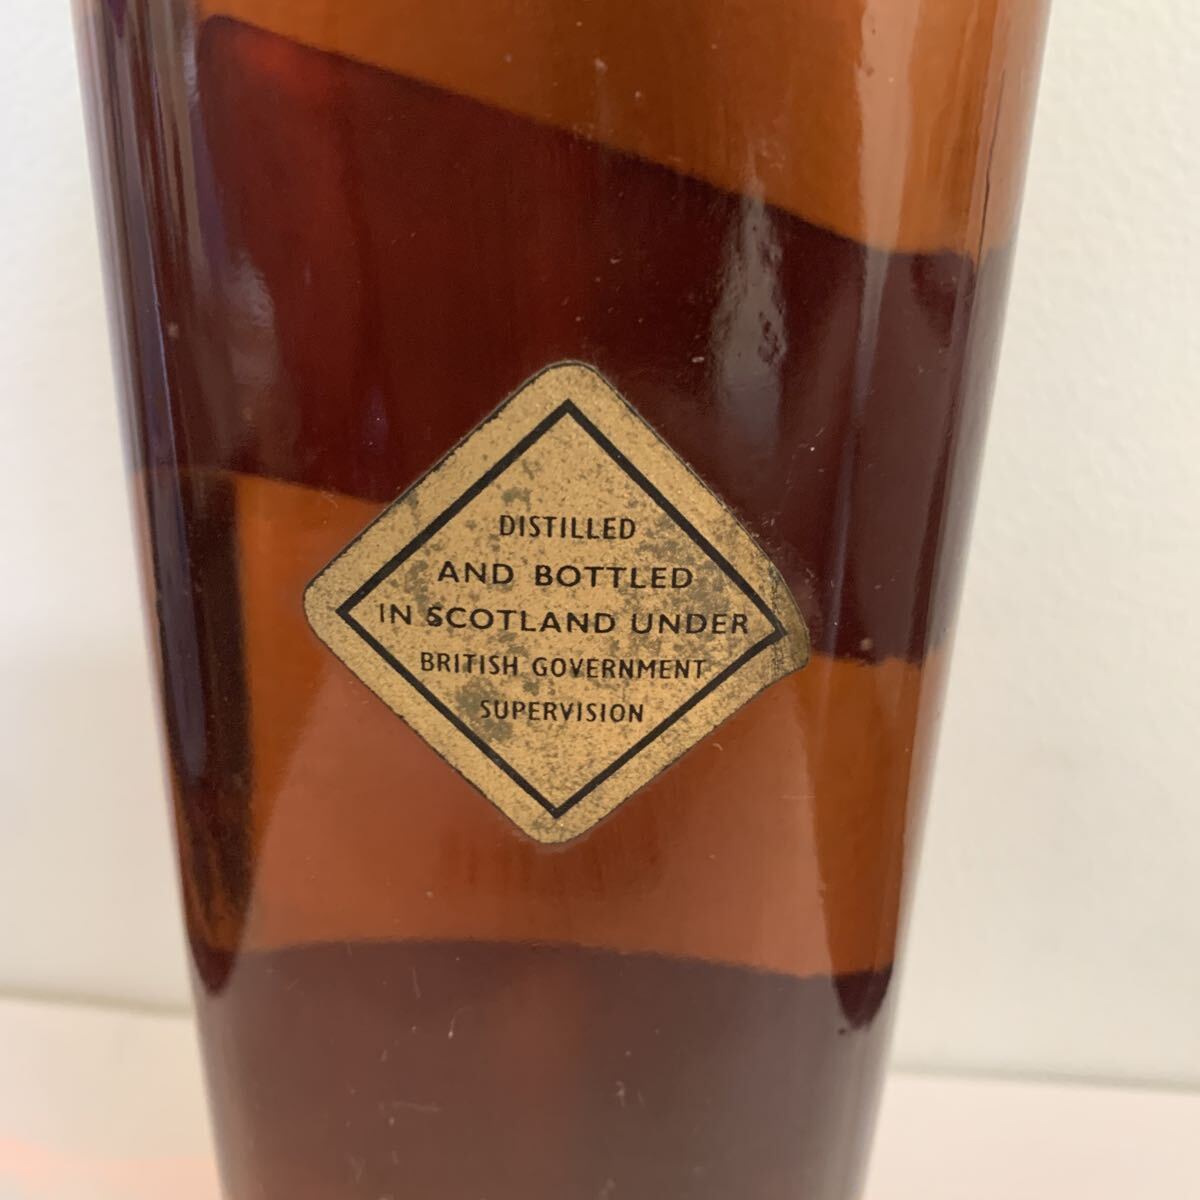 DISTILLED
AND BOTTLED
IN SCOTLAND UNDER
BRITISH GOVERNMENT
SUPERVISION